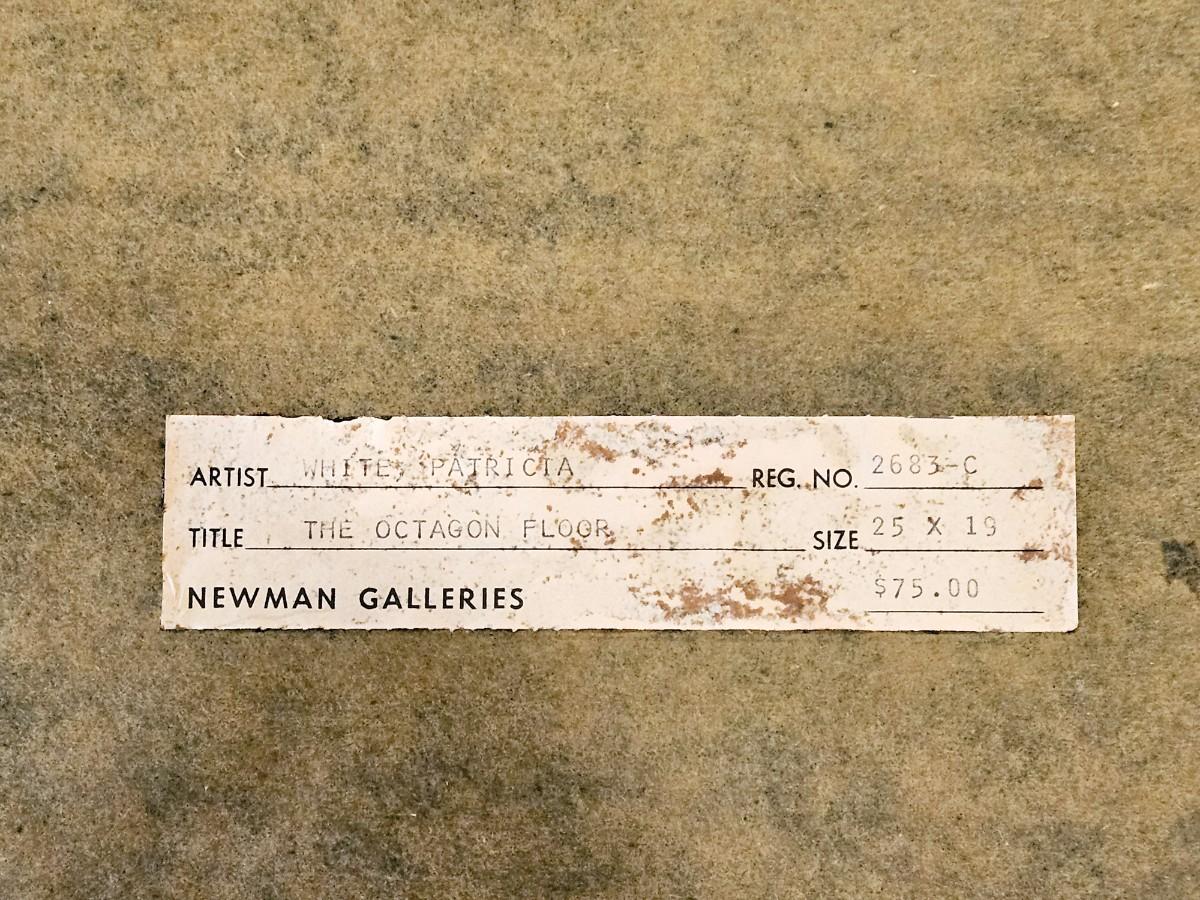 ARTIST WHITE, PATRICIA REG. NO. 2683-C
TITLE THE OCTAGON FLOOR SIZE 25 X 19
NEWMAN GALLERIES $75.00